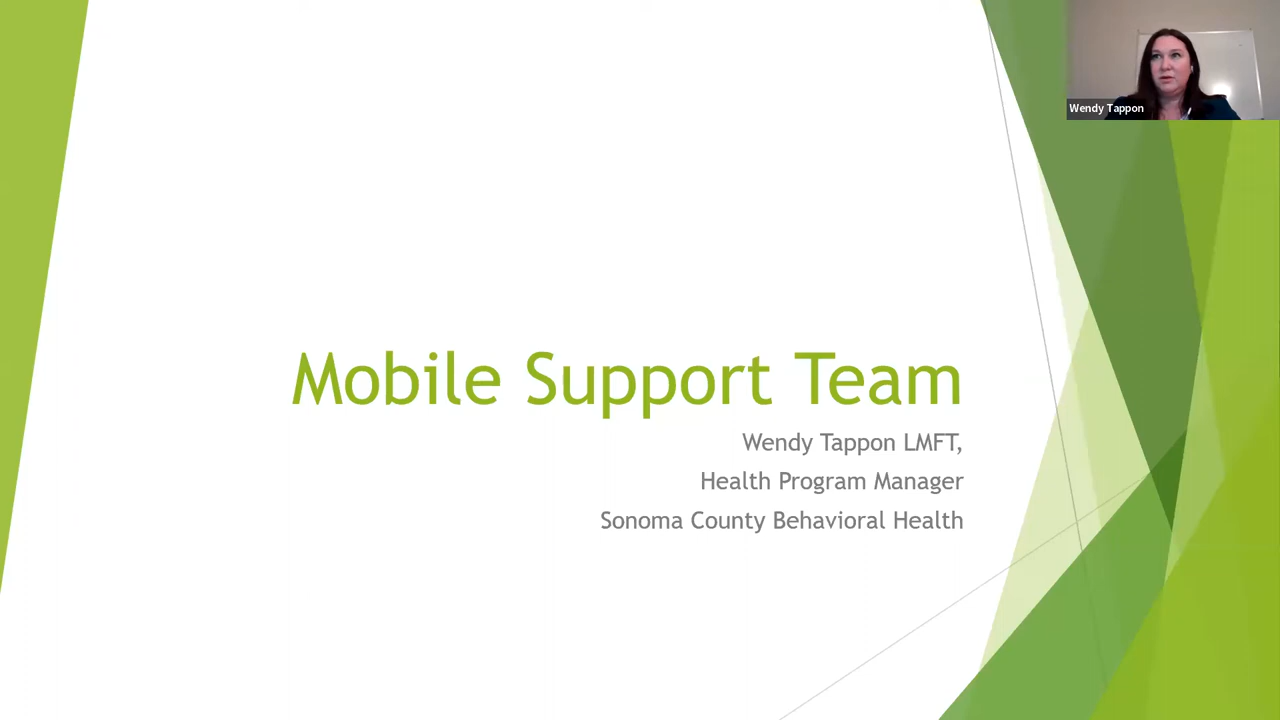 Wendy Tappon
Mobile Support Team
Wendy Tappon LMFT,
Health Program Manager
Sonoma County Behavioral Health